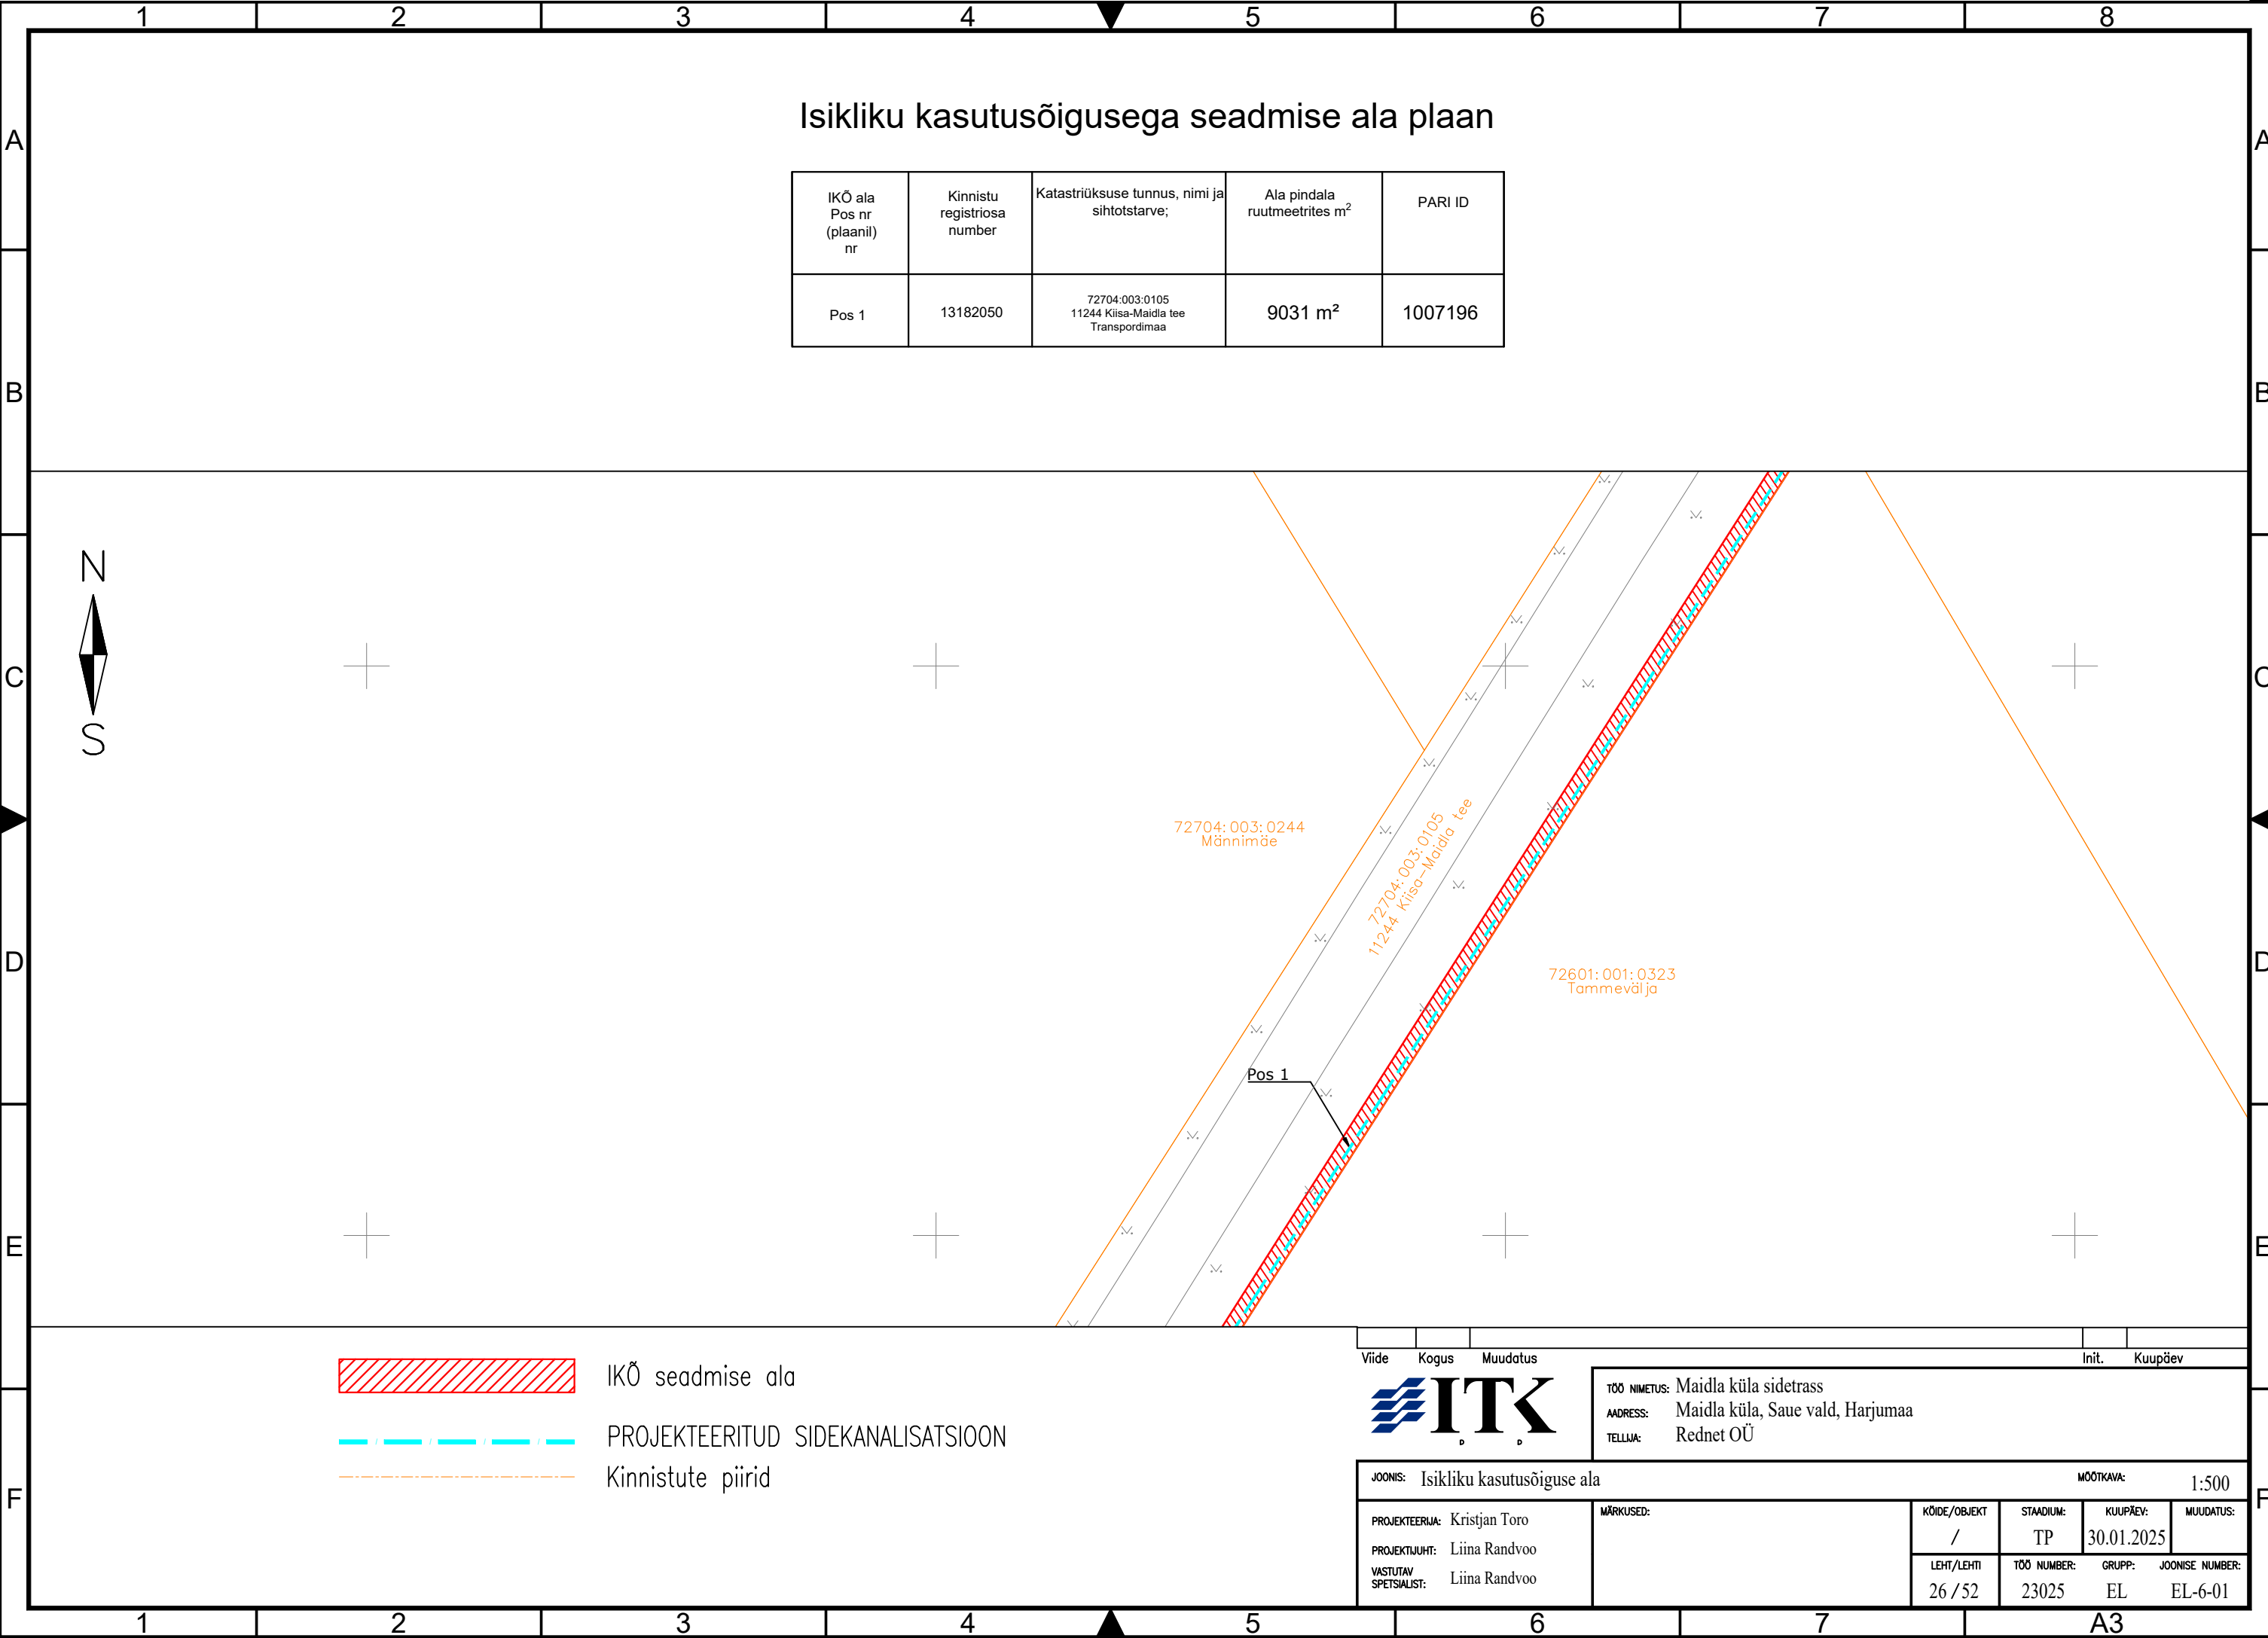 1 2 3 4 5 6 7 8
A A
Isikliku kasutusõigusega seadmise ala plaan
IKÕ ala
Pos nr
(plaanil)
nr
Kinnistu
registriosa
number
Katastriüksuse tunnus, nimi ja
sihtotstarve;
Ala pindala
ruutmeetrites m²
PARI ID
Pos 1
13182050
72704:003:0105
11244 Kiisa-Maidla tee
Transpordimaa
9031 m²
1007196
B B
N
S
C C
72704:003:0244
Männimäe
72704:003:0105
11244 Kiisa-Maidla tee
72601:001:0323
Tammevälja
D D
Pos 1
E E
IKÕ seadmise ala
PROJEKTEERITUD SIDEKANALISATSIOON
Kinnistute piirid
F F
Viide Kogus Muudatus Init. Kuupäev
ITK
D D
TÖÖ NIMETUS: Maidla küla sidetrass
AADRESS: Maidla küla, Saue vald, Harjumaa
TELLIJA: Rednet OÜ
JOONIS: Isikliku kasutusõiguse ala
MÕÕTKAVA: 1:500
PROJEKTEERIJA: Kristjan Toro
PROJEKTIJUHT: Liina Randvoo
VASTUTAV
SPETSIALIST: Liina Randvoo
MÄRKUSED:
KÖIDE/OBJEKT STAADIUM: KUUPÄEV: MUUDATUS:
/ TP 30.01.2025
LEHT/LEHTI TÖÖ NUMBER: GRUPP: JOONISE NUMBER:
26 / 52 23025 EL EL-6-01
1 2 3 4 5 6 7 A3